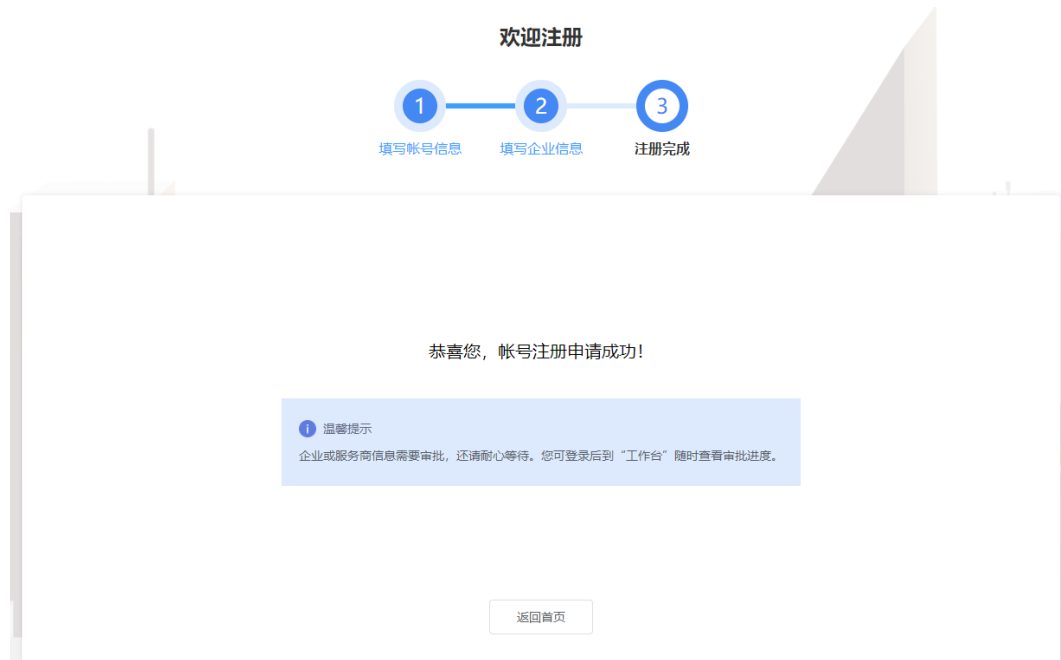 欢迎注册
1
2
3
填写帐号信息
填写企业信息
注册完成
恭喜您，帐号注册申请成功！
i 温馨提示
企业或服务商信息需要审批，还请耐心等待。您可登录后到“工作台”随时查看审批进度。
返回首页